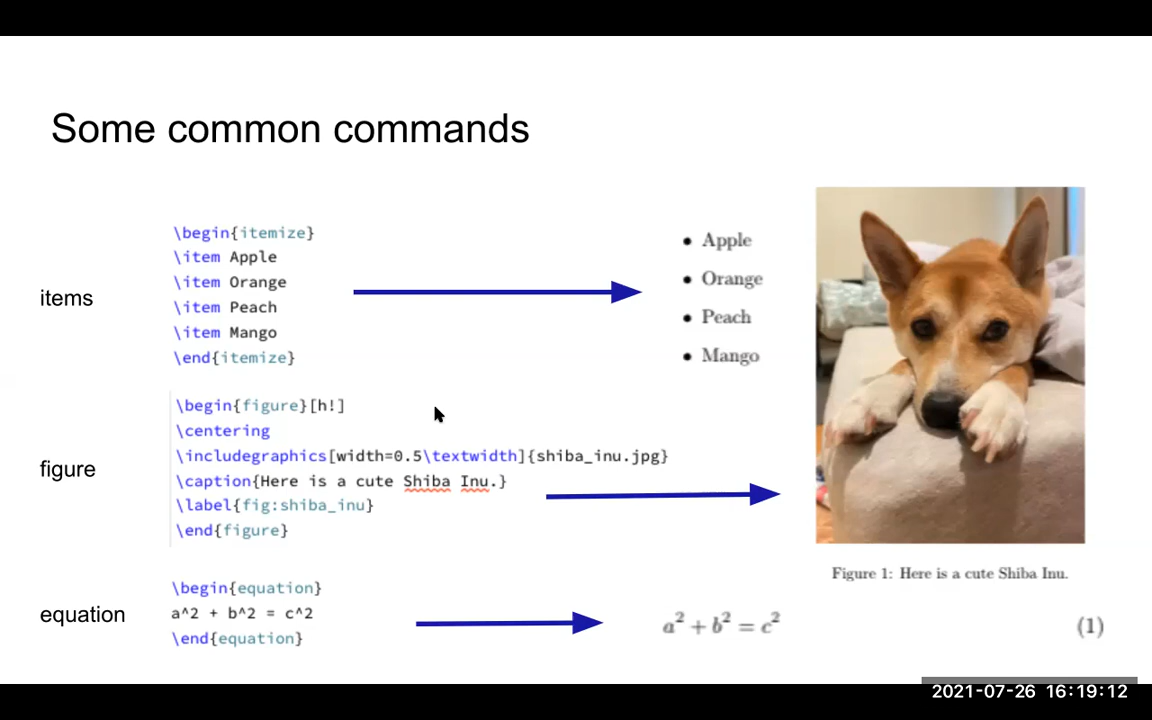 Some common commands
items
\begin{itemize}
\item Apple
\item Orange
\item Peach
\item Mango
\end{itemize}
• Apple
• Orange
• Peach
• Mango
figure
\begin{figure}[h!]
\centering
\includegraphics[width=0.5\textwidth]{shiba_inu.jpg}
\caption{Here is a cute Shiba Inu.}
\label{fig:shiba_inu}
\end{figure}
Figure 1: Here is a cute Shiba Inu.
equation
\begin{equation}
a^2 + b^2 = c^2
\end{equation}
a² + b² = c² (1)
2021-07-26 16:19:12